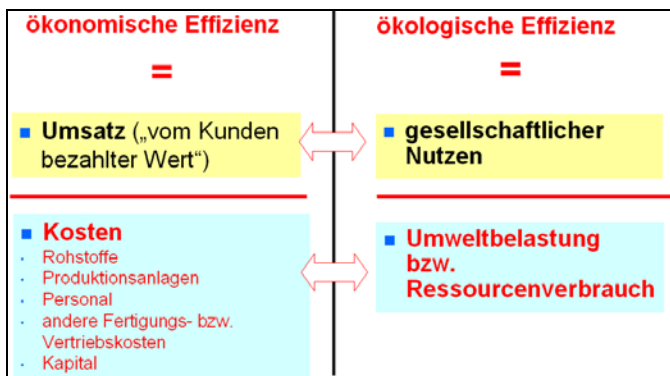 ökonomische Effizienz
=
Umsatz („vom Kunden
bezahlter Wert“)
Kosten
Rohstoffe
Produktionsanlagen
Personal
andere Fertigungs- bzw.
Vertriebskosten
Kapital
ökologische Effizienz
=
gesellschaftlicher
Nutzen
Umweltbelastung
bzw.
Ressourcenverbrauch